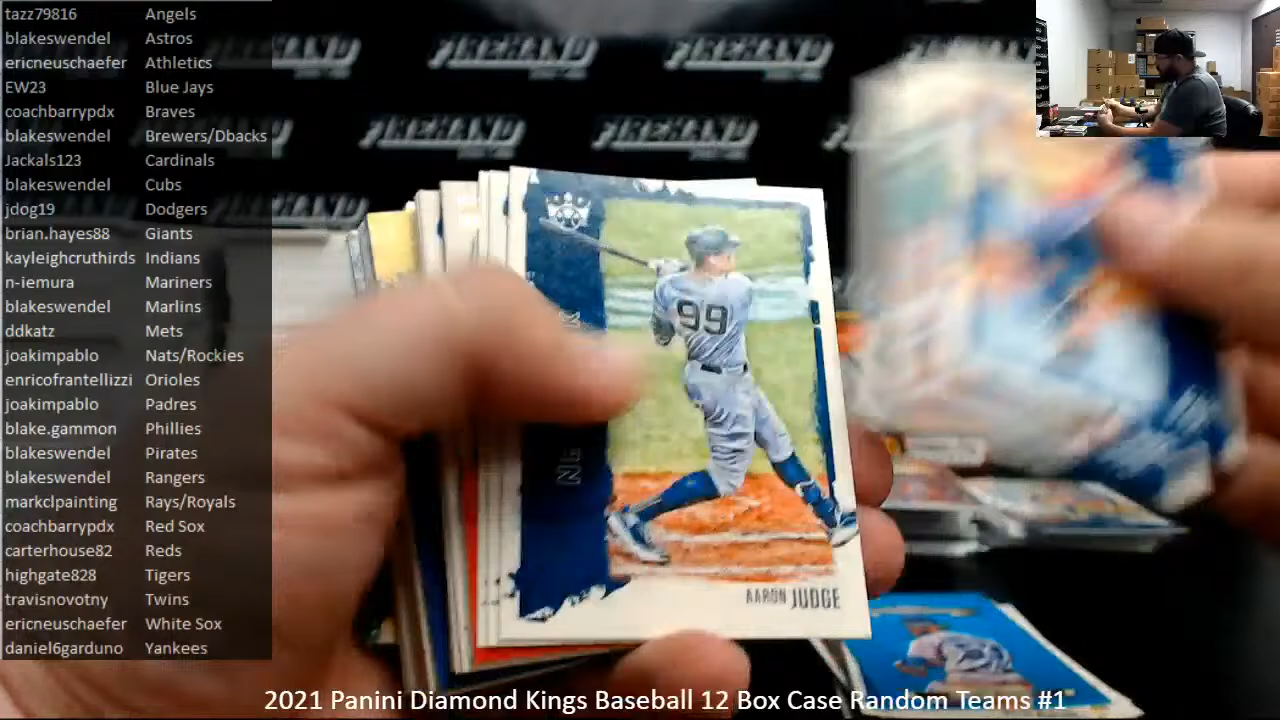 tazz79816 Angels
blakeswendel Astros
ericneuschaefer Athletics
EW23 Blue Jays
coachbarrypdx Braves
blakeswendel Brewers/Dbacks
Jackals123 Cardinals
blakeswendel Cubs
jdog19 Dodgers
brian.hayes88 Giants
kayleighcruthirds Indians
n-iemura Mariners
blakeswendel Marlins
ddkatz Mets
joakimpablo Nats/Rockies
enricofrantellizzi Orioles
joakimpablo Padres
blake.gammon Phillies
blakeswendel Pirates
blakeswendel Rangers
markclpainting Rays/Royals
coachbarrypdx Red Sox
carterhouse82 Reds
highgate828 Tigers
travisnovotny Twins
ericneuschaefer White Sox
daniel6garduno Yankees
FIREHAND
FIREHAND
FIREHAND
FIREHAND
99
AARON JUDGE
2021 Panini Diamond Kings Baseball 12 Box Case Random Teams #1